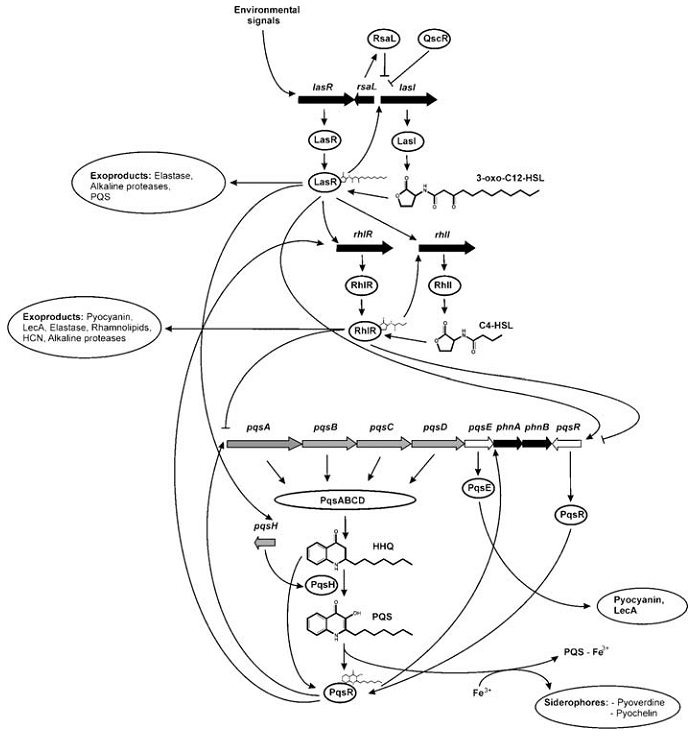 Environmental
signals
RsaL
QscR
lasR
rsaL
lasI
LasR
LasI
Exoproducts: Elastase,
Alkaline proteases,
PQS
LasR
3-oxo-C12-HSL
O
O
N
H
O
O
rhlR
rhlI
RhlR
RhlI
Exoproducts: Pyocyanin,
LecA, Elastase, Rhamnolipids,
HCN, Alkaline proteases
RhlR
C4-HSL
O
O
N
H
O
pqsA
pqsB
pqsC
pqsD
pqsE
phnA
phnB
pqsR
PqsE
PqsABCD
PqsR
pqsH
O
HHQ
N
H
PqsH
O
OH
PQS
N
H
Pyocyanin,
LecA
PQS - Fe3+
PqsR
Fe3+
Siderophores: - Pyoverdine
- Pyochelin